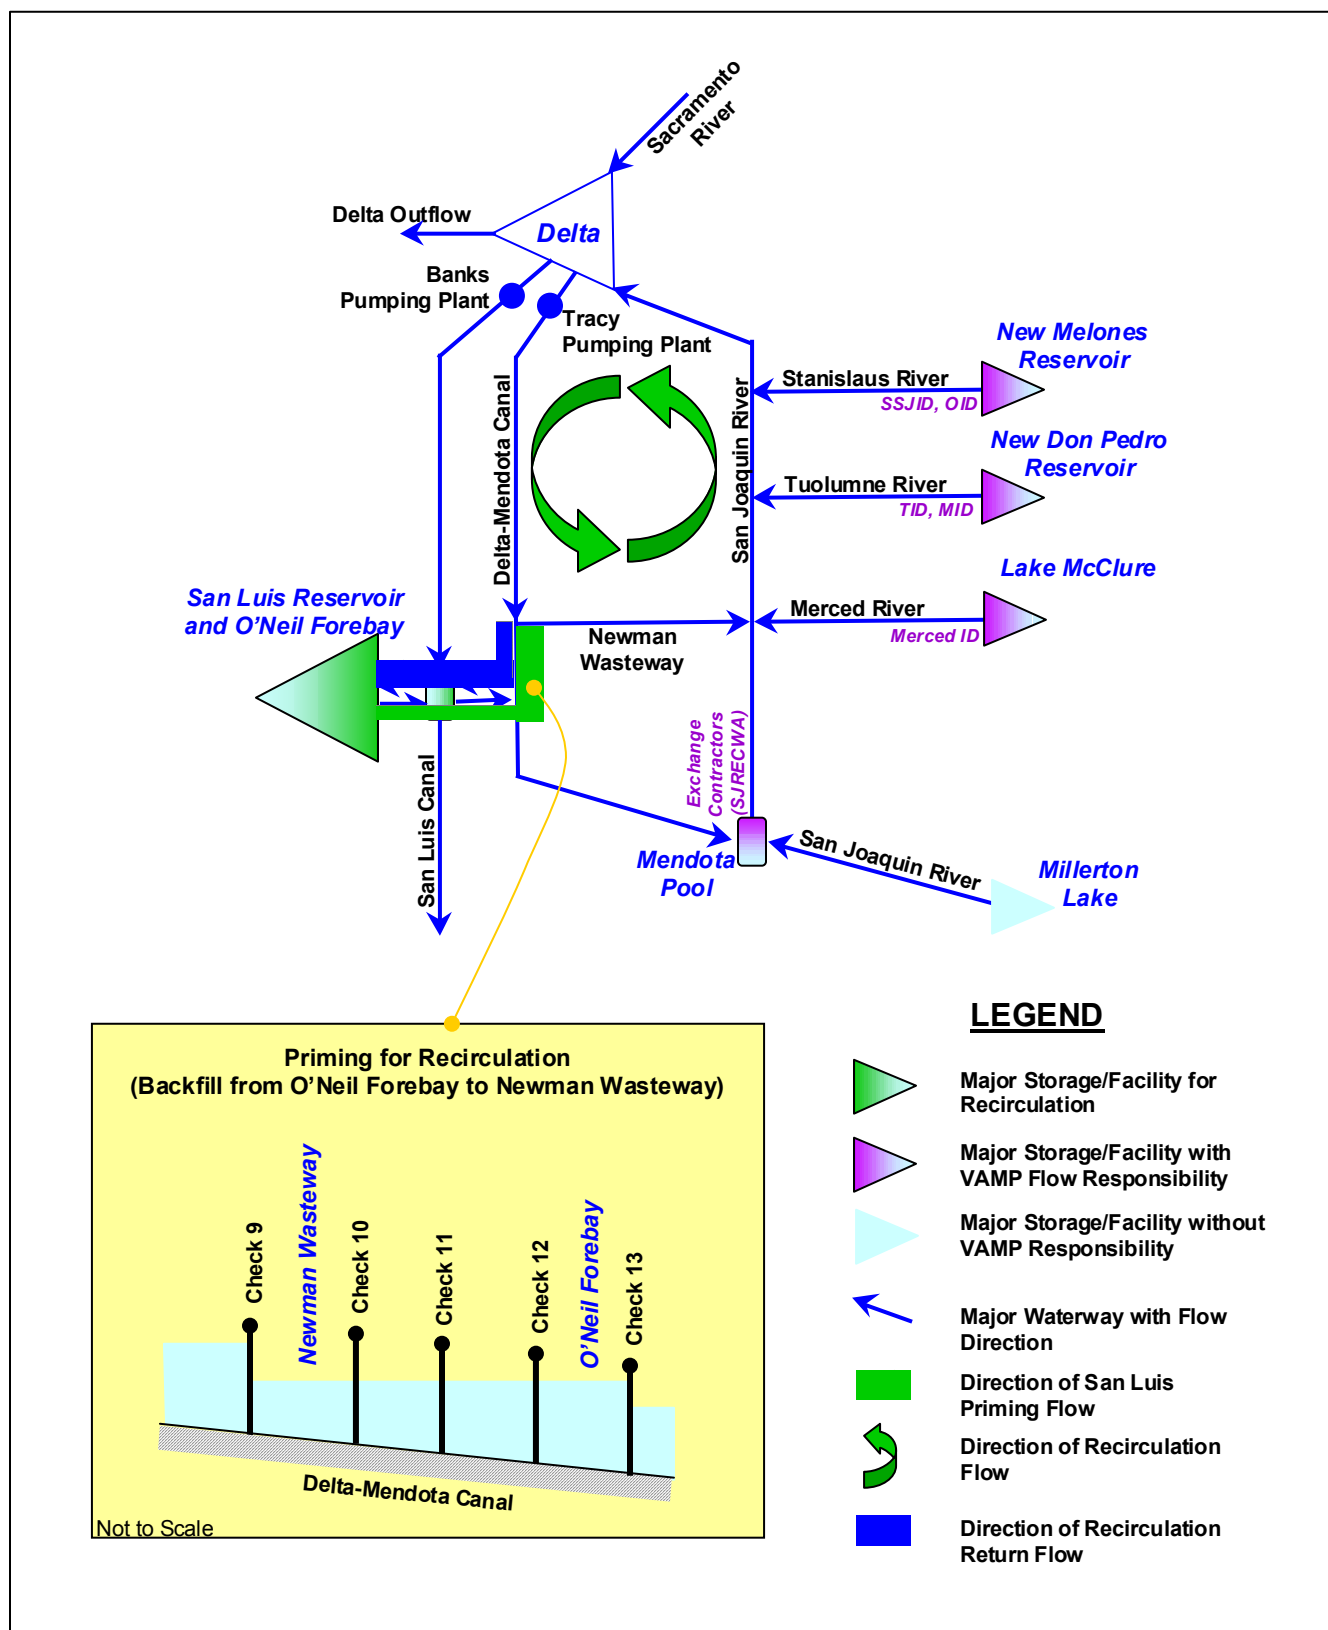 Sacramento
River
Delta Outflow
Delta
Banks
Pumping Plant
Tracy
Pumping Plant
New Melones
Reservoir
Stanislaus River
SSJID, OID
New Don Pedro
Reservoir
Tuolumne River
TID, MID
Delta-Mendota Canal
San Joaquin River
Lake McClure
San Luis Reservoir
and O'Neil Forebay
Merced River
Merced ID
Newman
Wasteway
Exchange
Contractors
(SJRECWA)
San Luis Canal
Mendota
Pool
San Joaquin River
Millerton
Lake
Priming for Recirculation
(Backfill from O'Neil Forebay to Newman Wasteway)
Check 9
Newman Wasteway
Check 10
Check 11
Check 12
O'Neil Forebay
Check 13
Delta-Mendota Canal
Not to Scale
LEGEND
Major Storage/Facility for
Recirculation
Major Storage/Facility with
VAMP Flow Responsibility
Major Storage/Facility without
VAMP Responsibility
Major Waterway with Flow
Direction
Direction of San Luis
Priming Flow
Direction of Recirculation
Flow
Direction of Recirculation
Return Flow